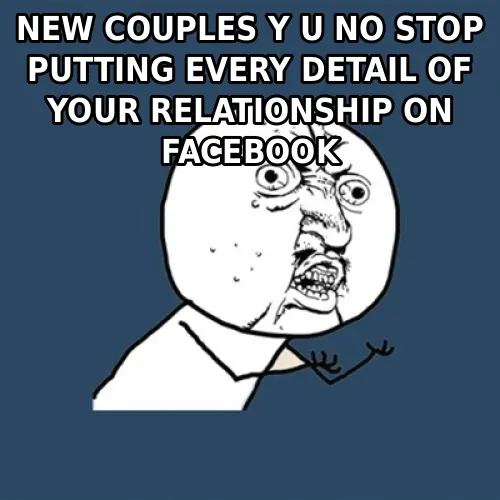 NEW COUPLES Y U NO STOP
PUTTING EVERY DETAIL OF
YOUR RELATIONSHIP ON
FACEBOOK